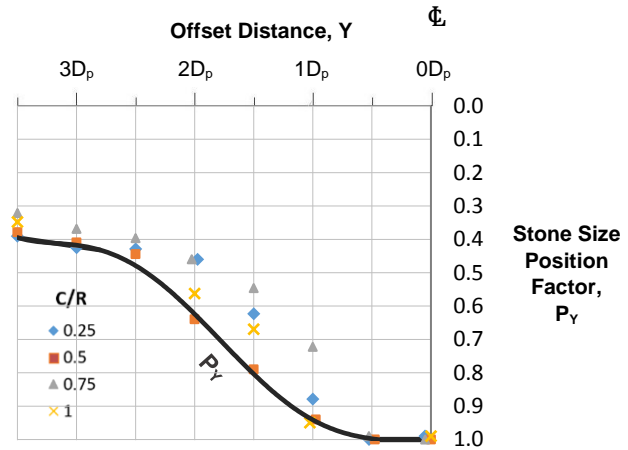 ℄
Offset Distance, Y
3Dₚ 2Dₚ 1Dₚ 0Dₚ
0.0
0.1
0.2
0.3
0.4
0.5
0.6
0.7
0.8
0.9
1.0
Stone Size
Position
Factor,
P_Y
C/R
0.25
0.5
0.75
1
P_Y